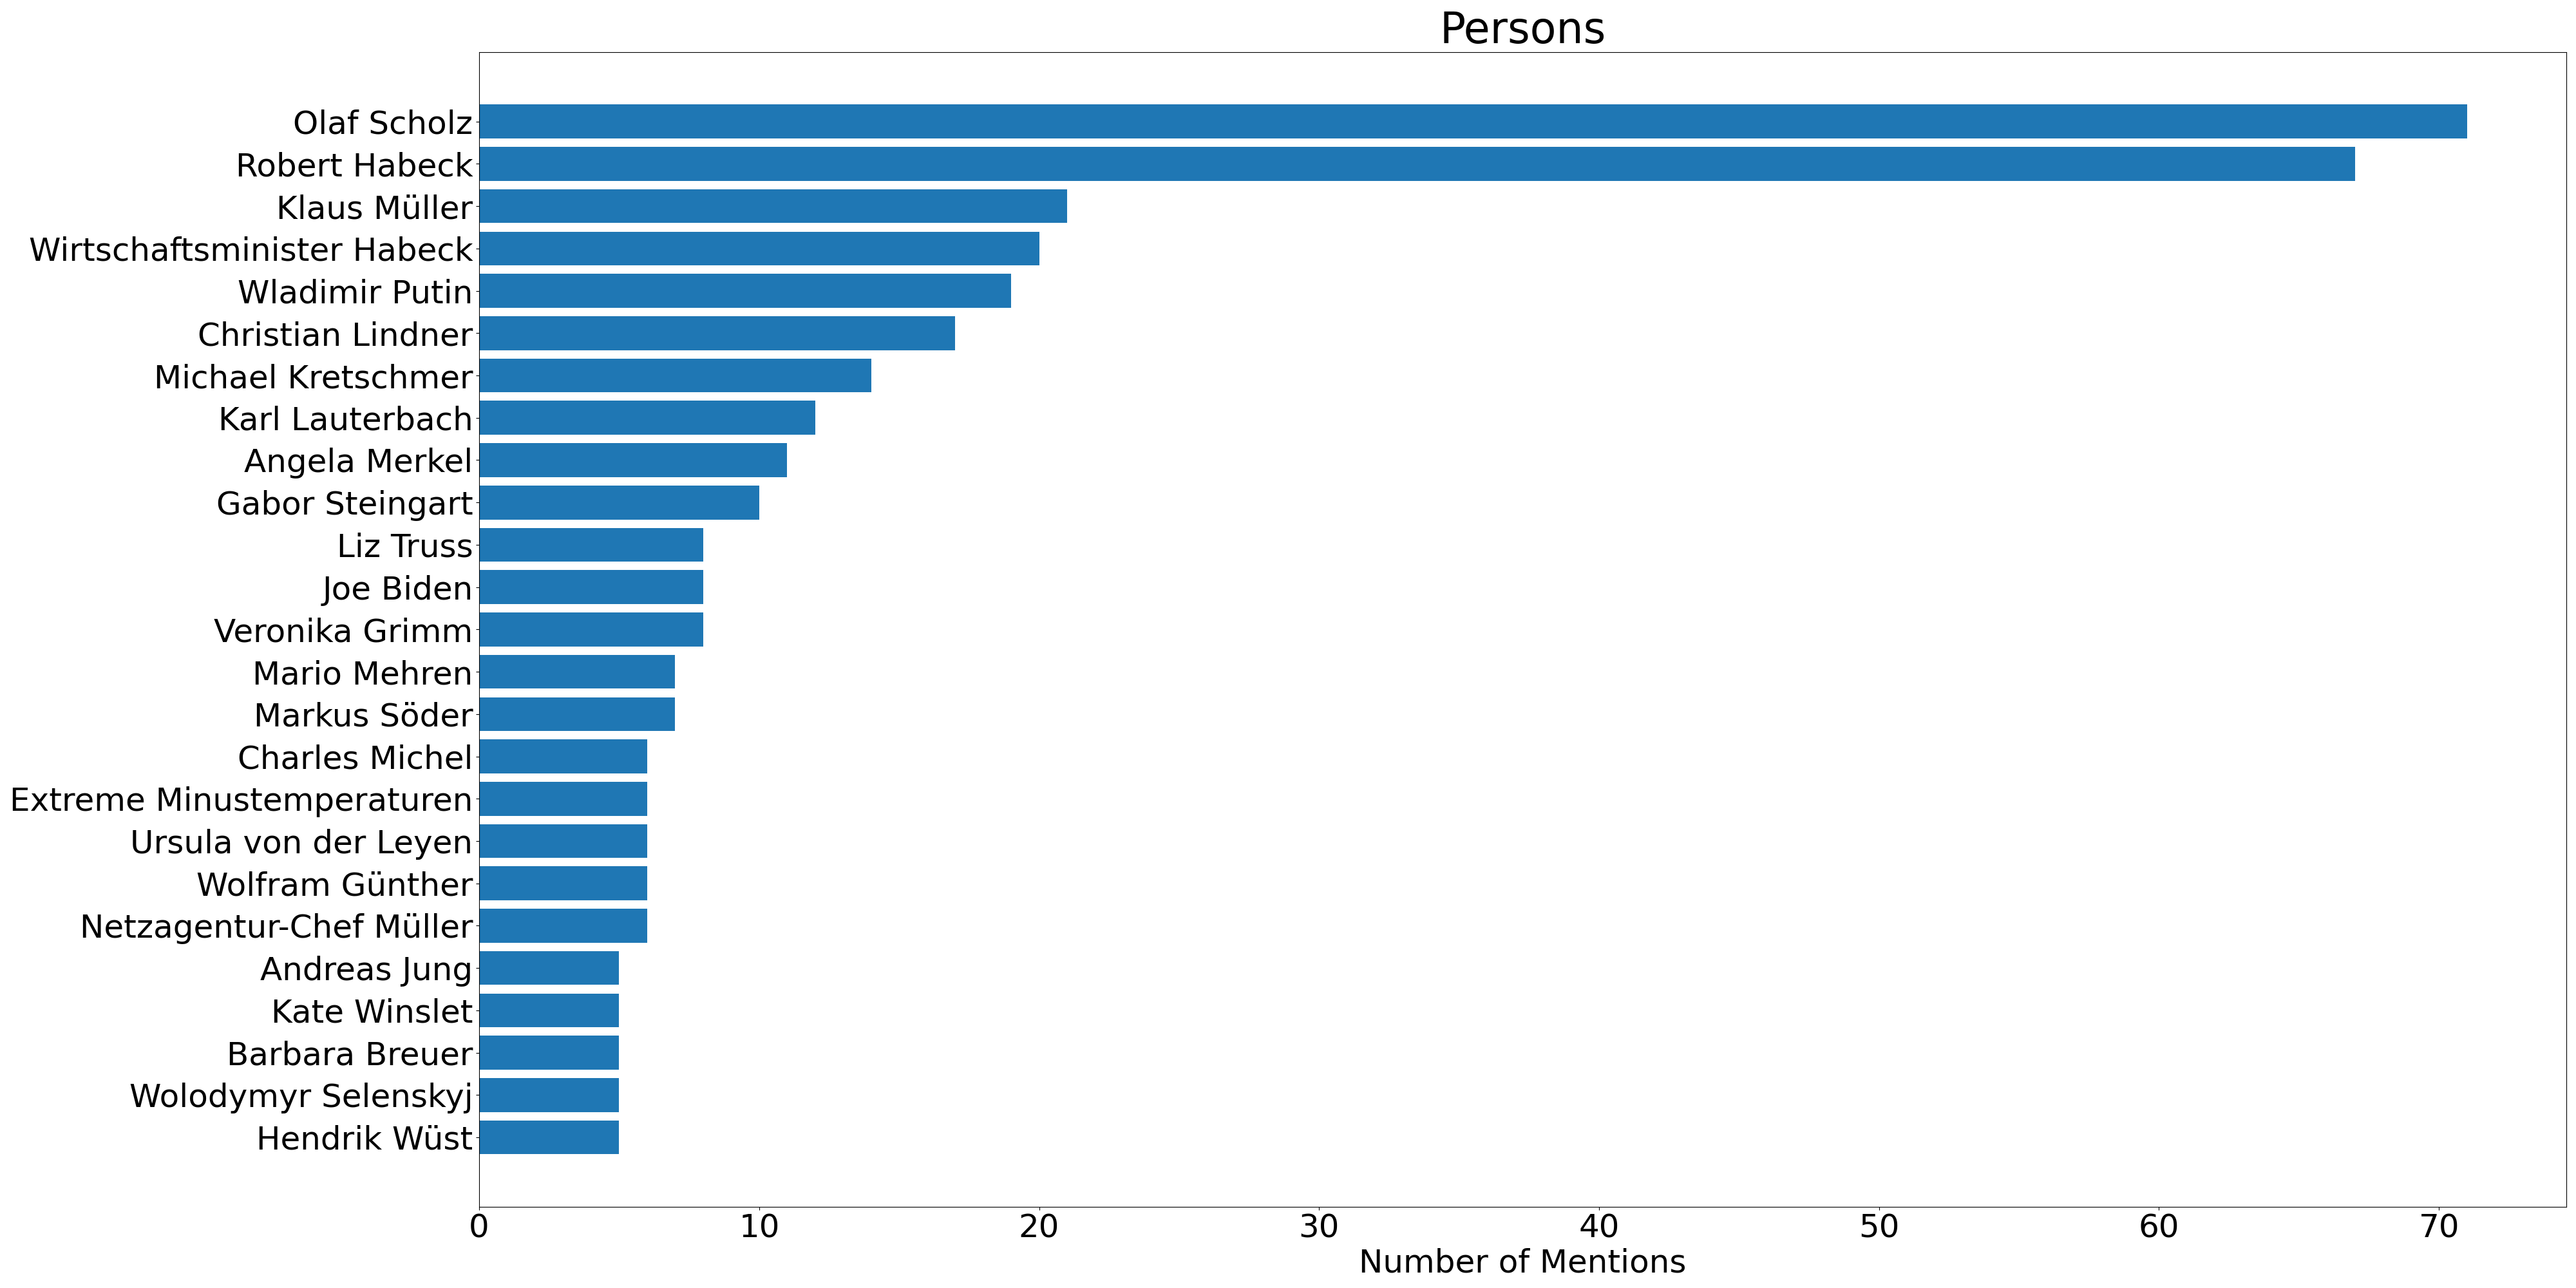 Persons
Olaf Scholz
Robert Habeck
Klaus Müller
Wirtschaftsminister Habeck
Wladimir Putin
Christian Lindner
Michael Kretschmer
Karl Lauterbach
Angela Merkel
Gabor Steingart
Liz Truss
Joe Biden
Veronika Grimm
Mario Mehren
Markus Söder
Charles Michel
Extreme Minustemperaturen
Ursula von der Leyen
Wolfram Günther
Netzagentur-Chef Müller
Andreas Jung
Kate Winslet
Barbara Breuer
Wolodymyr Selenskyj
Hendrik Wüst
0 10 20 30 40 50 60 70
Number of Mentions